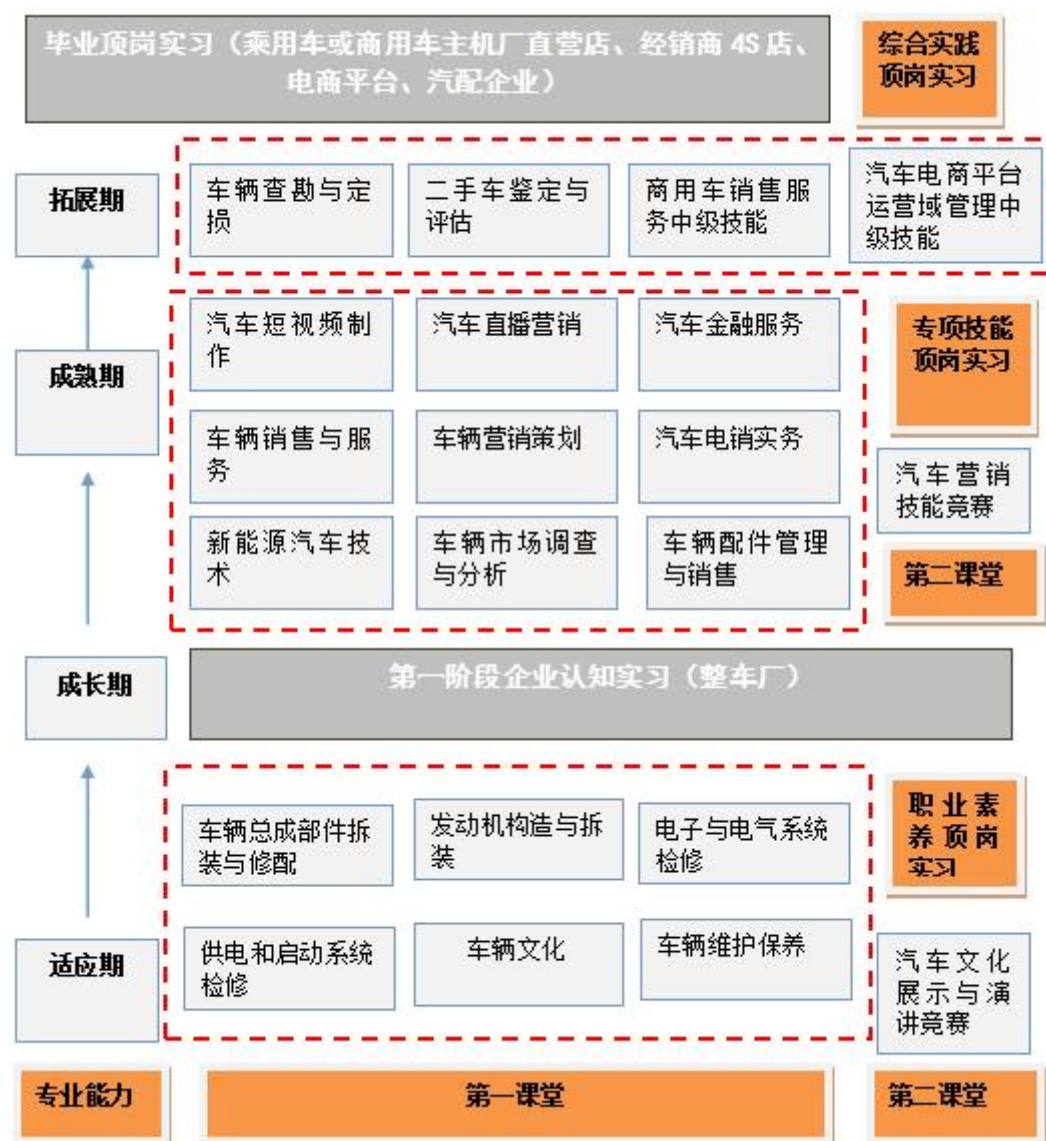 毕业顶岗实习（乘用车或商用车主机厂直营店、经销商 4S 店、
电商平台、汽配企业）
综合实践
顶岗实习
拓展期
车辆查勘与定
损
二手车鉴定与
评估
商用车销售服
务中级技能
汽车电商平台
运营域管理中
级技能
成熟期
汽车短视频制
作
汽车直播营销
汽车金融服务
专项技能
顶岗实习
车辆销售与服
务
车辆营销策划
汽车电销实务
汽车营销
技能竞赛
新能源汽车技
术
车辆市场调查
与分析
车辆配件管理
与销售
第二课堂
成长期
第一阶段企业认知实习（整车厂）
车辆总成部件拆
装与修配
发动机构造与拆
装
电子与电气系统
检修
职业素
养顶岗
实习
适应期
供电和启动系统
检修
车辆文化
车辆维护保养
汽车文化
展示与演
讲竞赛
专业能力
第一课堂
第二课堂